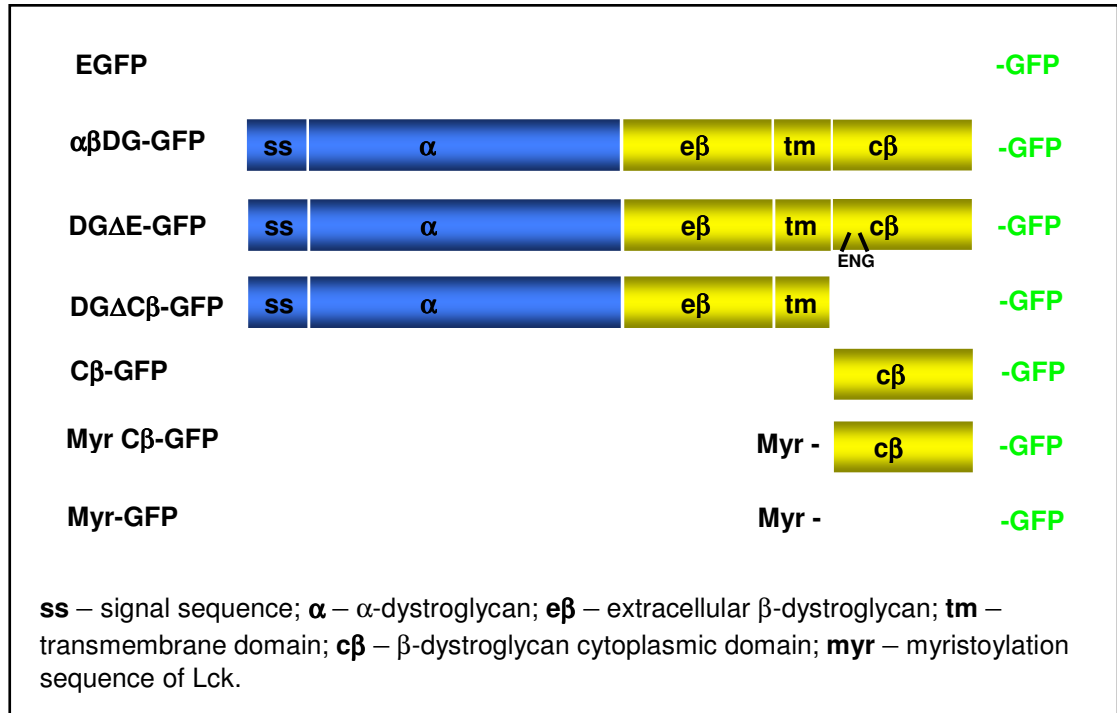 EGFP -GFP
αβDG-GFP ss α eβ tm cβ -GFP
DGΔE-GFP ss α eβ tm cβ -GFP
ENG
DGΔCβ-GFP ss α eβ tm -GFP
Cβ-GFP cβ -GFP
Myr Cβ-GFP Myr - cβ -GFP
Myr-GFP Myr - -GFP
ss – signal sequence; α – α-dystroglycan; eβ – extracellular β-dystroglycan; tm –
transmembrane domain; cβ – β-dystroglycan cytoplasmic domain; myr – myristoylation
sequence of Lck.